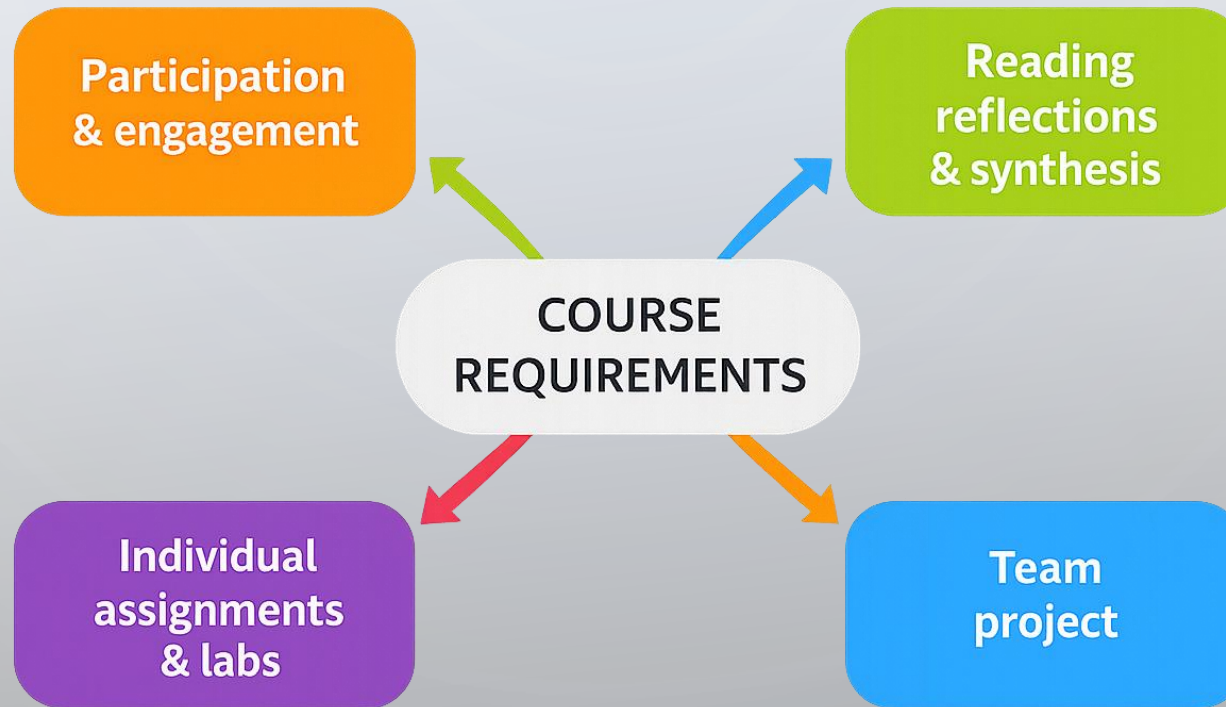 Participation
& engagement
Reading
reflections
& synthesis
COURSE
REQUIREMENTS
Individual
assignments
& labs
Team
project